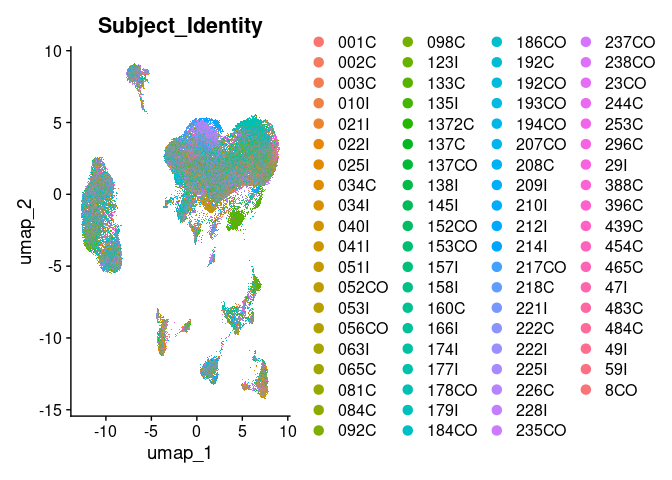 Subject_Identity
10
5
0
-5
-10
-15
umap_2
-10
-5
0
5
10
umap_1
001C
002C
003C
010I
021I
022I
025I
034C
034I
040I
041I
051I
052CO
053I
056CO
063I
065C
081C
084C
092C
098C
123I
133C
135I
1372C
137C
137CO
138I
145I
152CO
153CO
157I
158I
160C
166I
174I
177I
178CO
179I
184CO
186CO
192C
192CO
193CO
194CO
207CO
208C
209I
210I
212I
214I
217CO
218C
221I
222C
222I
225I
226C
228I
235CO
237CO
238CO
23CO
244C
253C
296C
29I
388C
396C
439C
454C
465C
47I
483C
484C
49I
59I
8CO